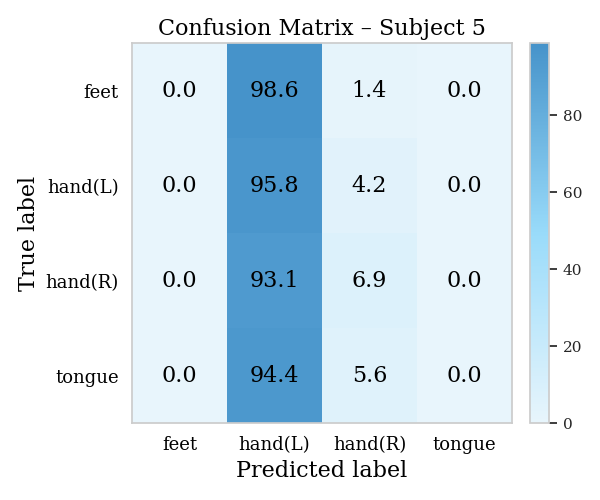 Confusion Matrix – Subject 5
True label
feet 0.0 98.6 1.4 0.0
hand(L) 0.0 95.8 4.2 0.0
hand(R) 0.0 93.1 6.9 0.0
tongue 0.0 94.4 5.6 0.0
feet hand(L) hand(R) tongue
Predicted label
80
60
40
20
0